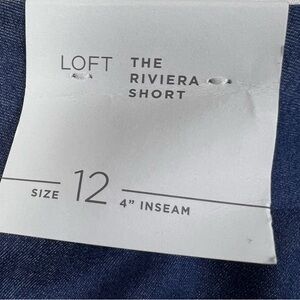 LOFT THE
RIVIERA
SHORT
SIZE 12 4" INSEAM